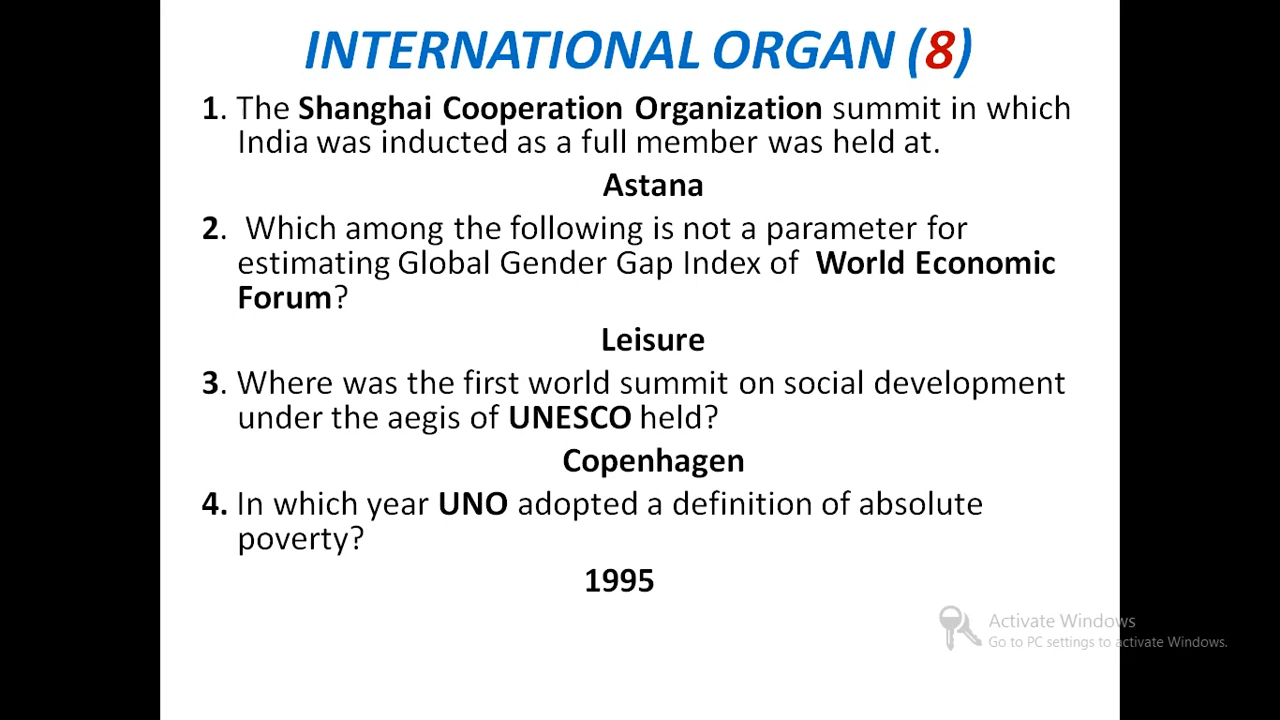 INTERNATIONAL ORGAN (8)
1. The Shanghai Cooperation Organization summit in which
India was inducted as a full member was held at.
Astana
2. Which among the following is not a parameter for
estimating Global Gender Gap Index of World Economic
Forum?
Leisure
3. Where was the first world summit on social development
under the aegis of UNESCO held?
Copenhagen
4. In which year UNO adopted a definition of absolute
poverty?
1995
Activate Windows
Go to PC settings to activate Windows.